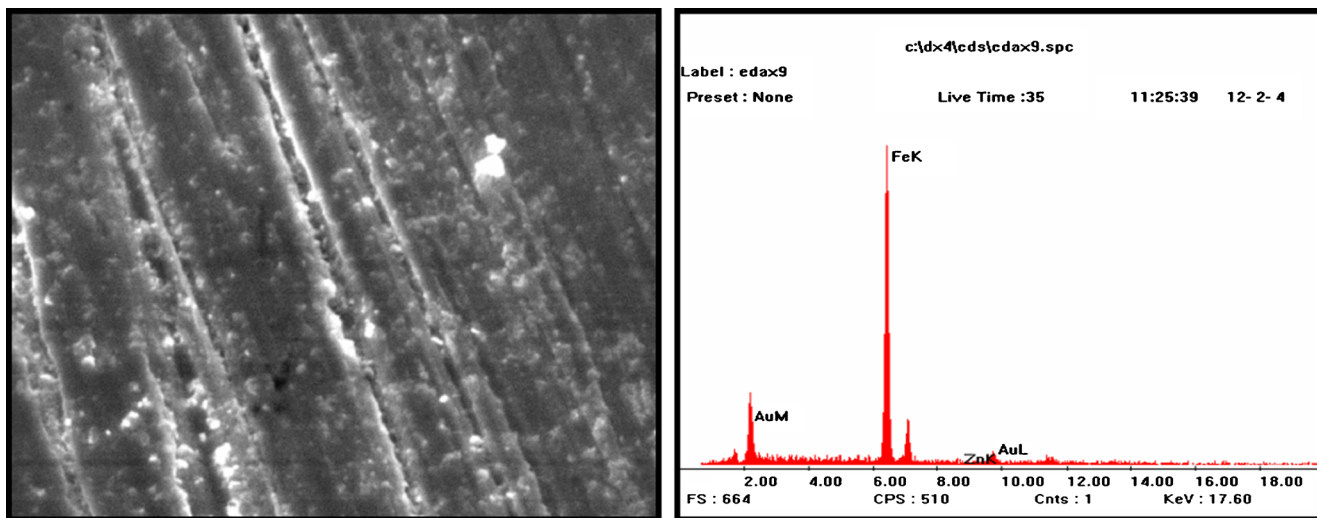 c:\dx4\cds\cdax9.spc
Label : edax9
Preset : None Live Time :35 11:25:39 12- 2- 4
FeK
AuM
ZnK AuL
2.00 4.00 6.00 8.00 10.00 12.00 14.00 16.00 18.00
FS : 664 CPS : 510 Cnts : 1 KeV : 17.60